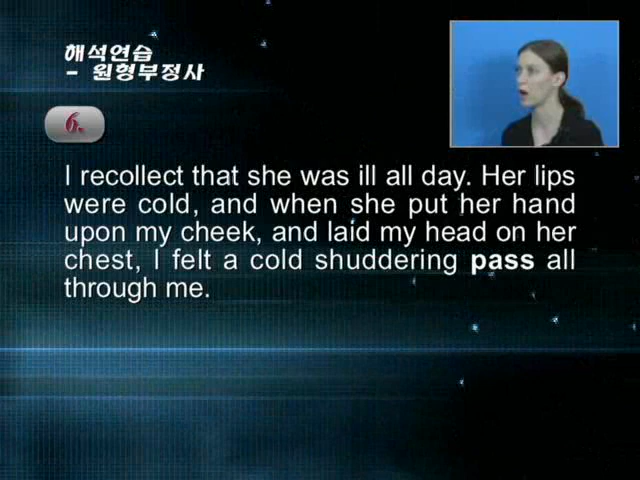 해석연습
- 원형부정사
6.
I recollect that she was ill all day. Her lips
were cold, and when she put her hand
upon my cheek, and laid my head on her
chest, I felt a cold shuddering pass all
through me.